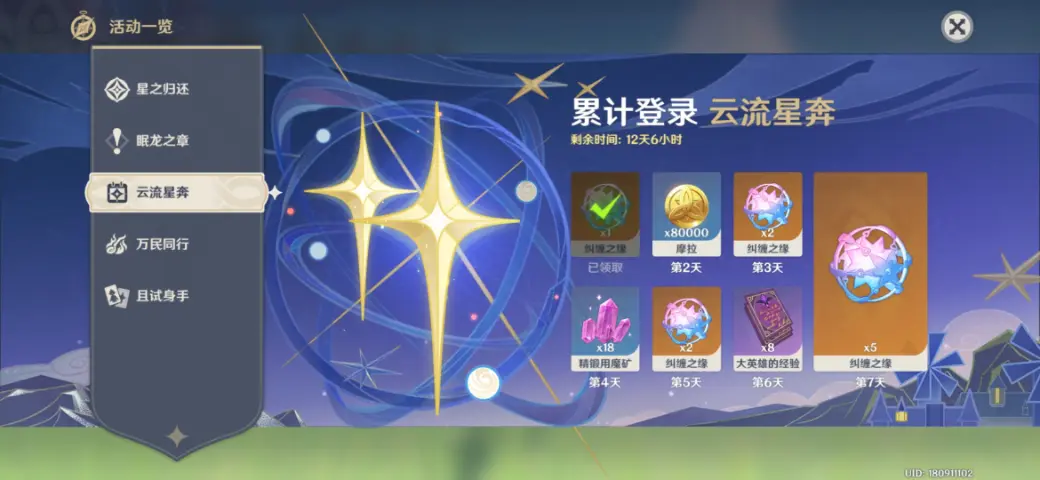 活动一览
星之归还
眠龙之章
云流星奔
万民同行
且试身手
累计登录 云流星奔
剩余时间: 12天6小时
x1
纠缠之缘
已领取
x80000
摩拉
第2天
x2
纠缠之缘
第3天
x18
精锻用魔矿
第4天
x2
纠缠之缘
第5天
x8
大英雄的经验
第6天
x5
纠缠之缘
第7天
UID: 180911102